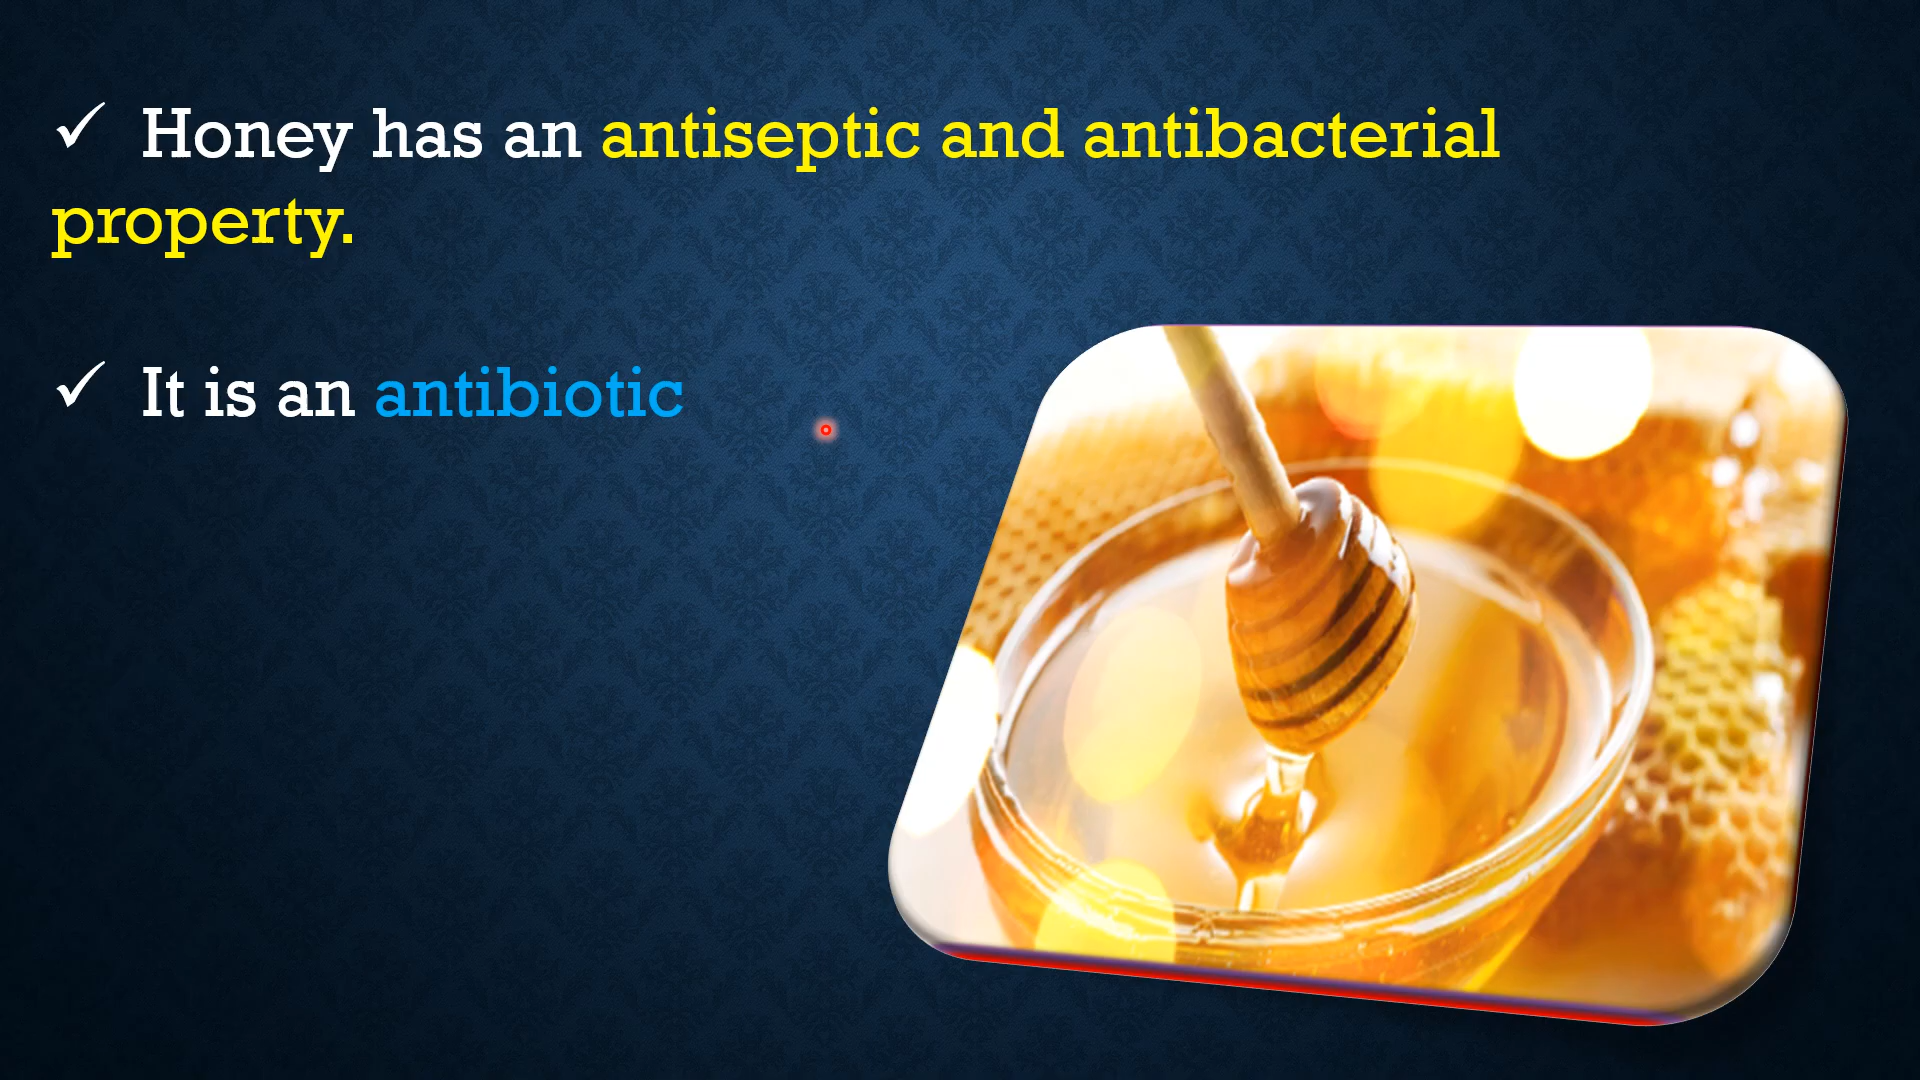 ✓ Honey has an antiseptic and antibacterial
property.
✓ It is an antibiotic